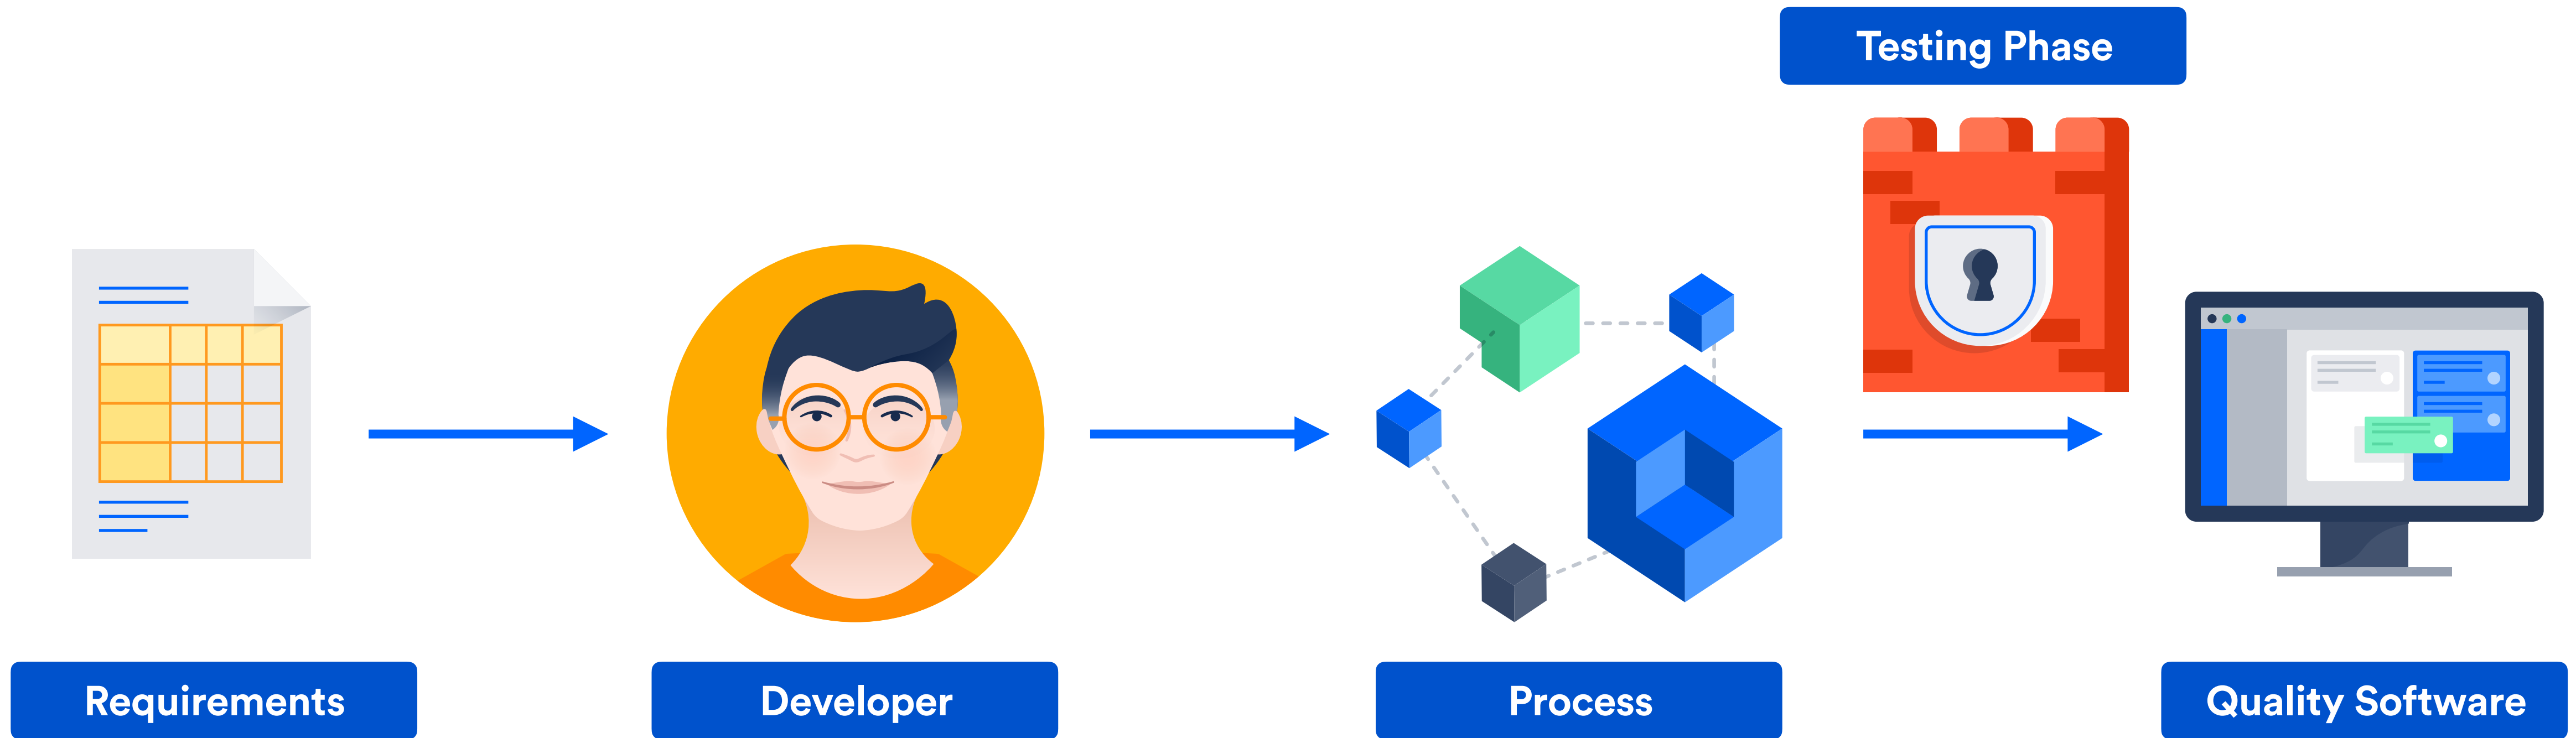 Testing Phase
Requirements
Developer
Process
Quality Software